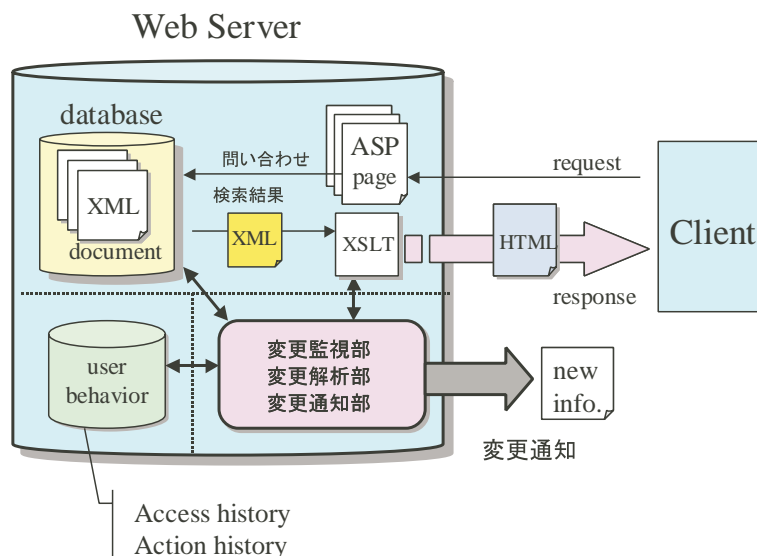 Web Server
database
XML
document
問い合わせ
検索結果
XML
ASP
page
XSLT
request
HTML
response
Client
user
behavior
変更監視部
変更解析部
変更通知部
new
info.
変更通知
Access history
Action history